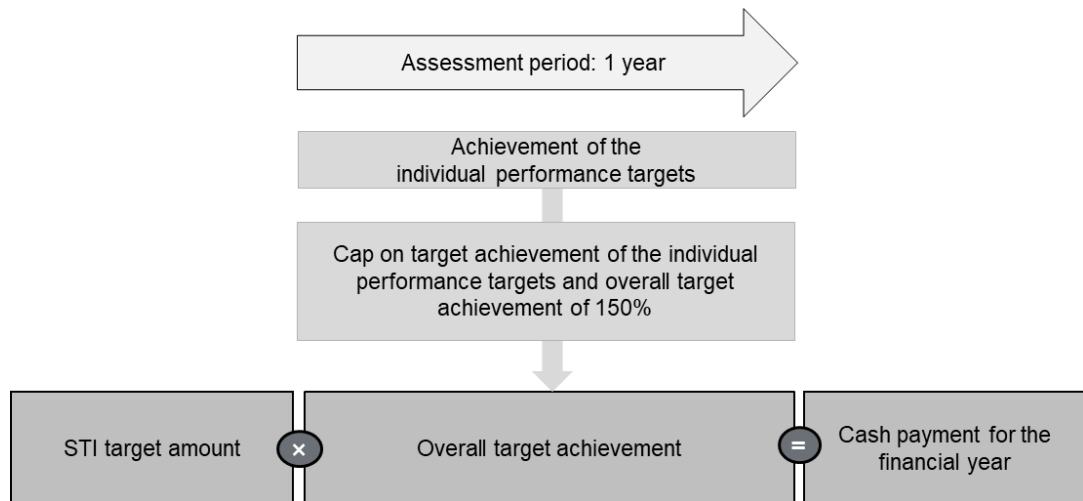 Assessment period: 1 year
Achievement of the
individual performance targets
Cap on target achievement of the individual
performance targets and overall target
achievement of 150%
STI target amount
×
Overall target achievement
=
Cash payment for the
financial year